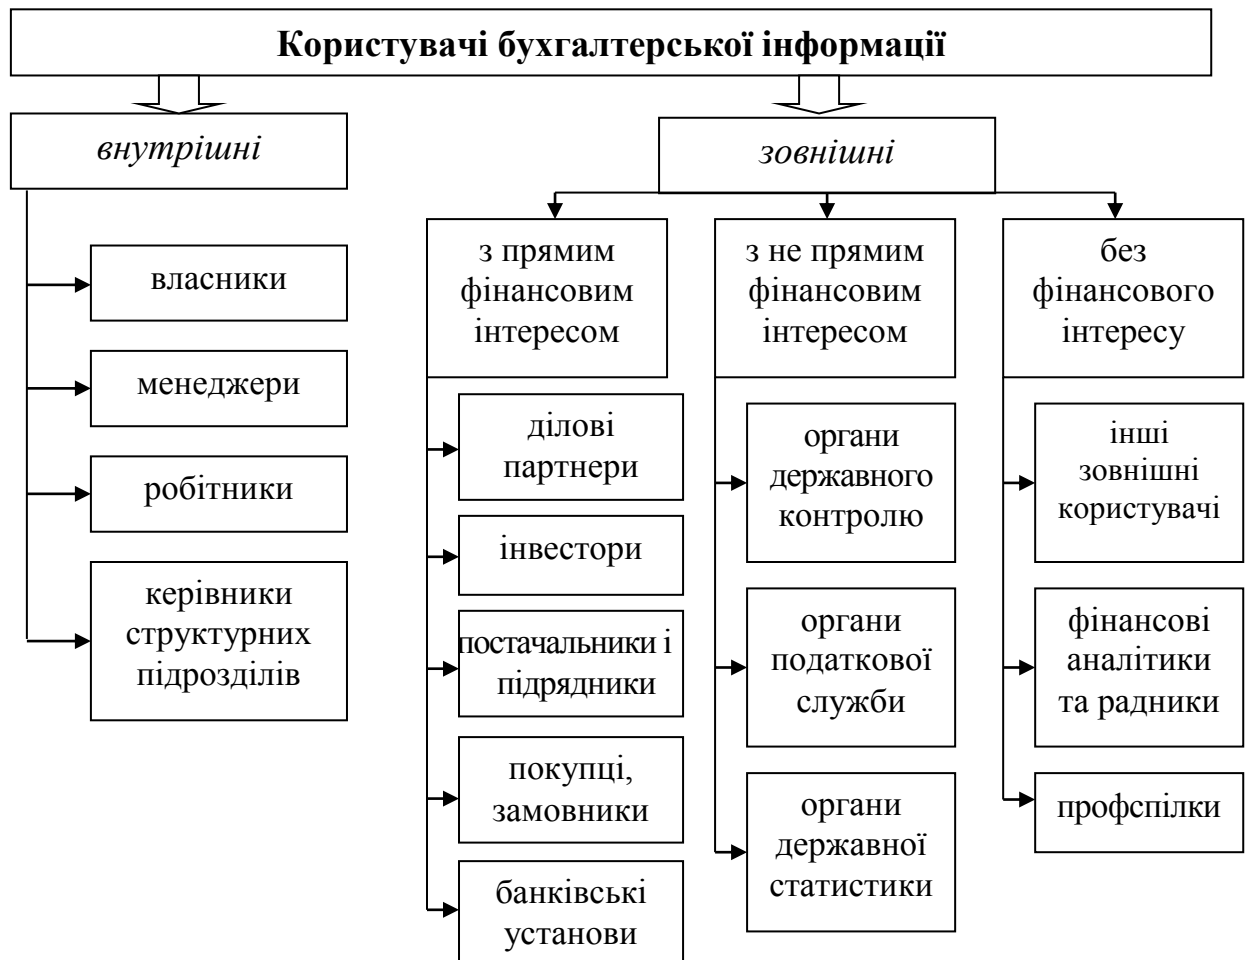 Користувачі бухгалтерської інформації
внутрішні
власники
менеджери
робітники
керівники
структурних
підрозділів
зовнішні
з прямим
фінансовим
інтересом
ділові
партнери
інвестори
постачальники і
підрядники
покупці,
замовники
банківські
установи
з не прямим
фінансовим
інтересом
органи
державного
контролю
органи
податкової
служби
органи
державної
статистики
без
фінансового
інтересу
інші
зовнішні
користувачі
фінансові
аналітики
та радники
профспілки